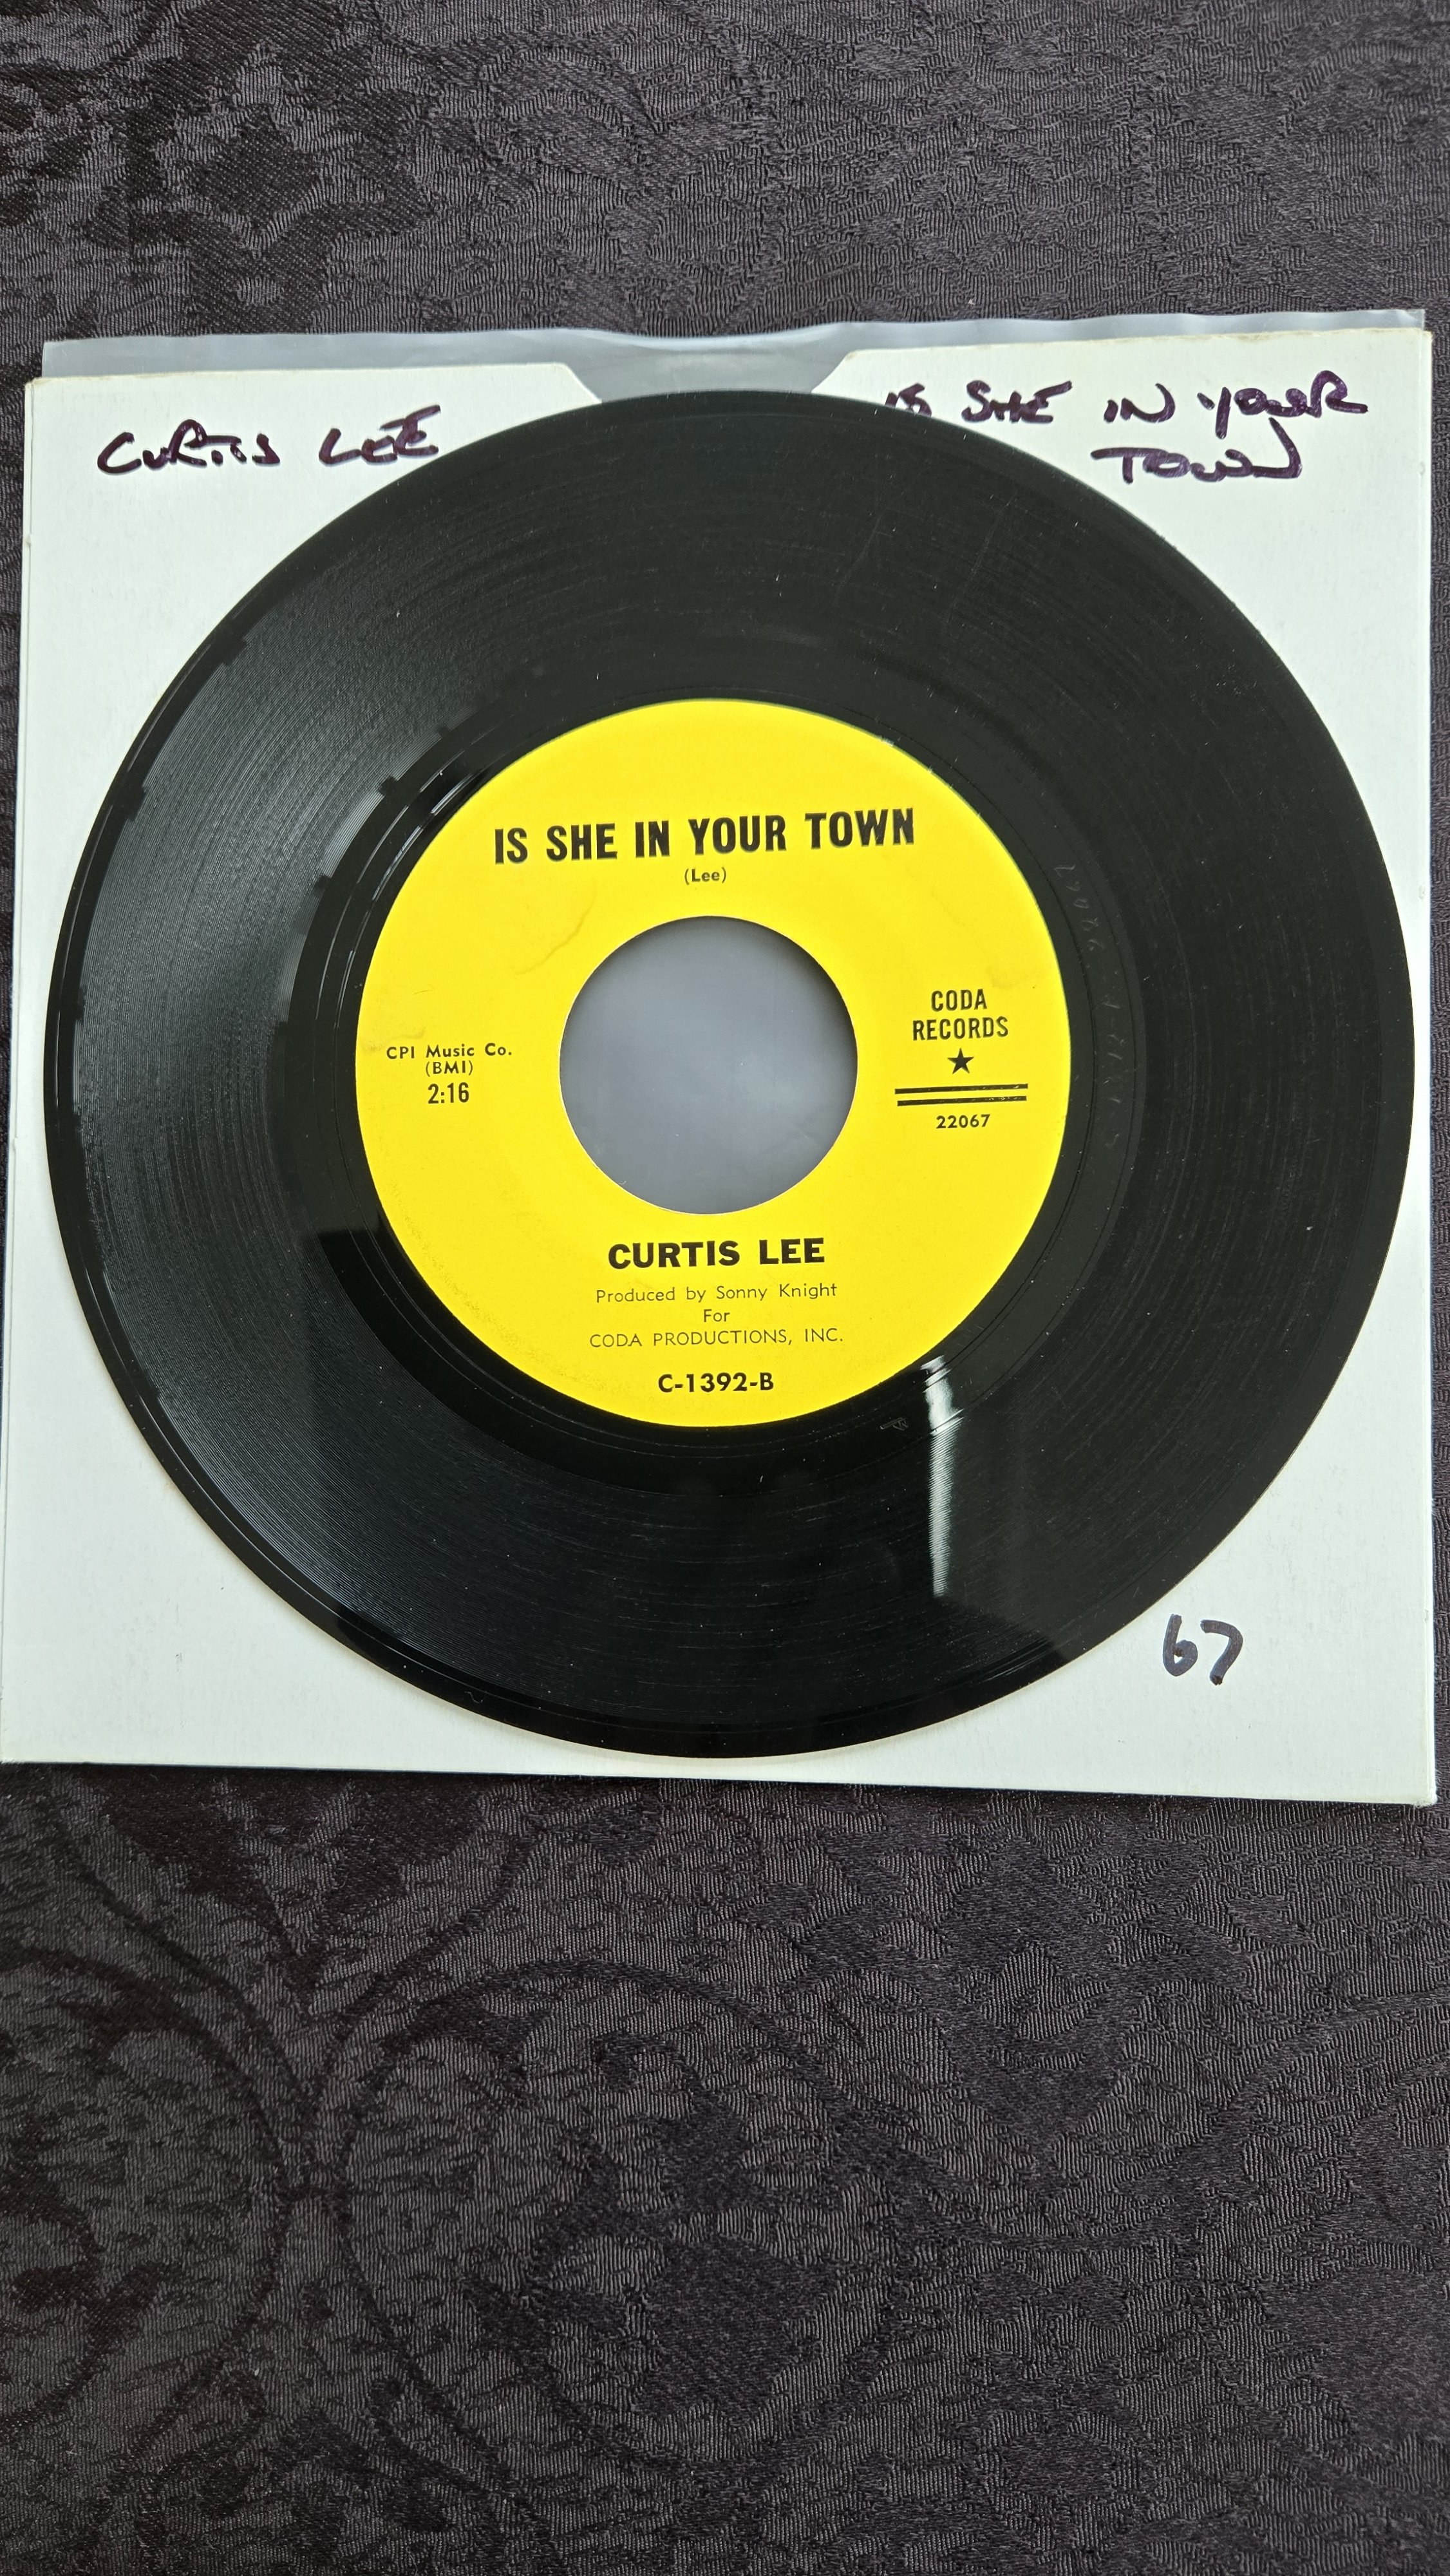 CURTIS LEE
IS SHE IN YOUR
TOWN
IS SHE IN YOUR TOWN
(Lee)
CPI Music Co.
(BMI)
2:16
CODA
RECORDS
22067
CURTIS LEE
Produced by Sonny Knight
For
CODA PRODUCTIONS, INC.
C-1392-B
67